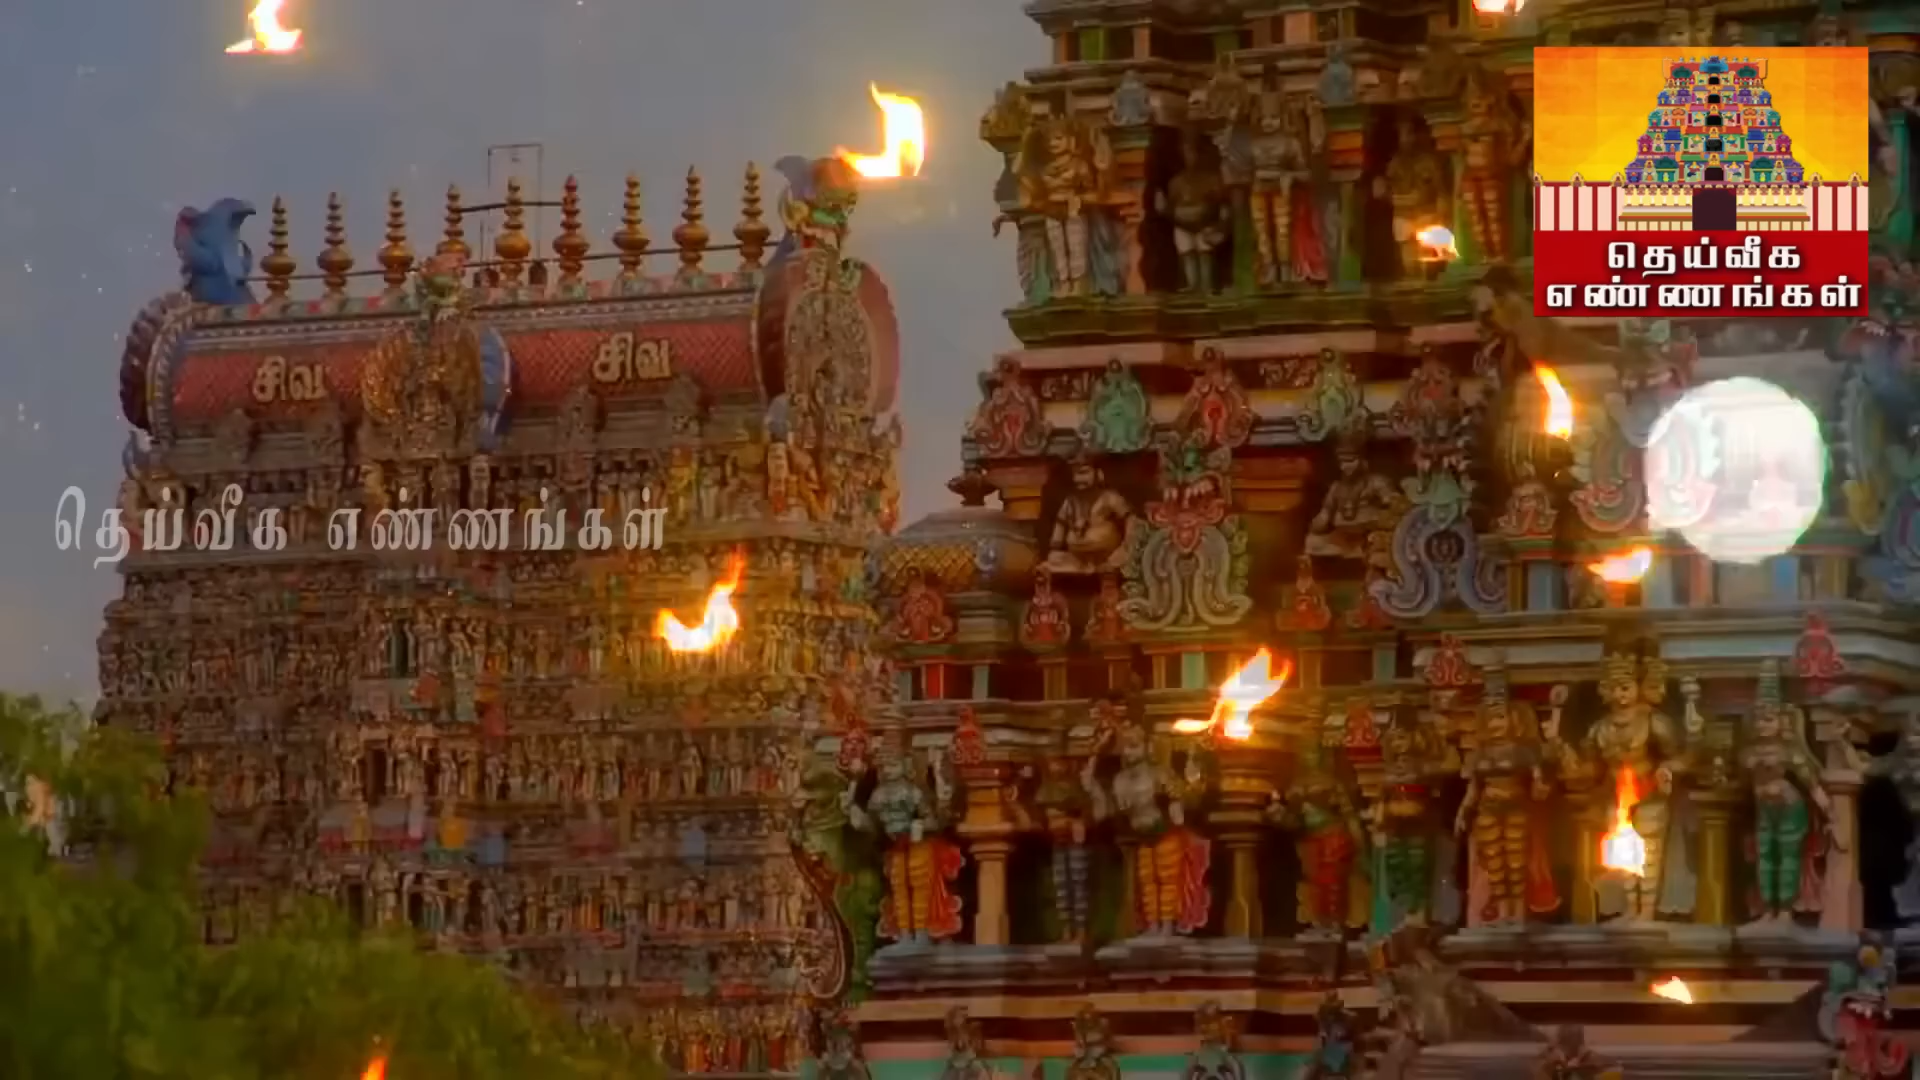 தெய்வீக
எண்ணங்கள்
சிவ சிவ
தெய்வீக எண்ணங்கள்